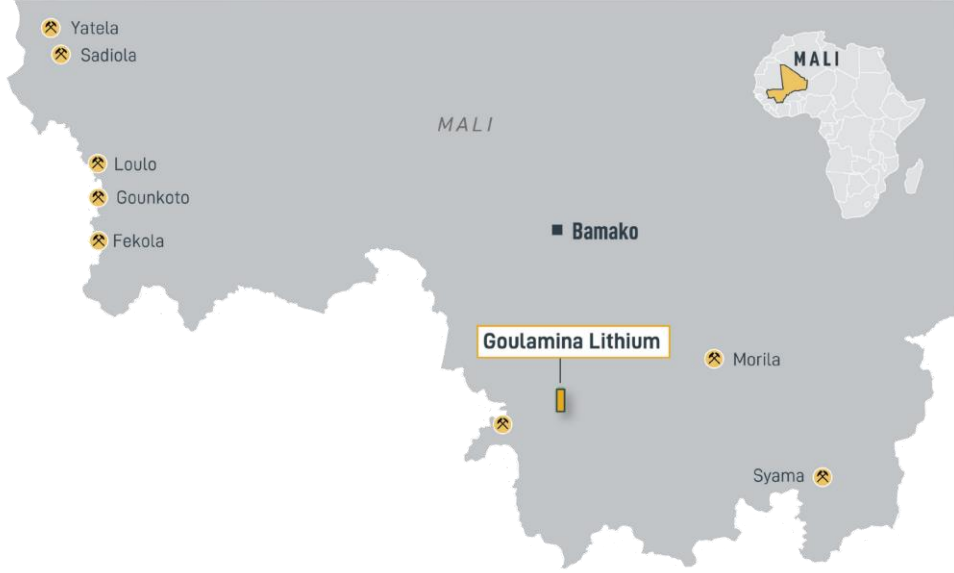 Yatela
Sadiola
MALI
MALI
Loulo
Gounkoto
Fekola
Bamako
Goulamina Lithium
Morila
Syama